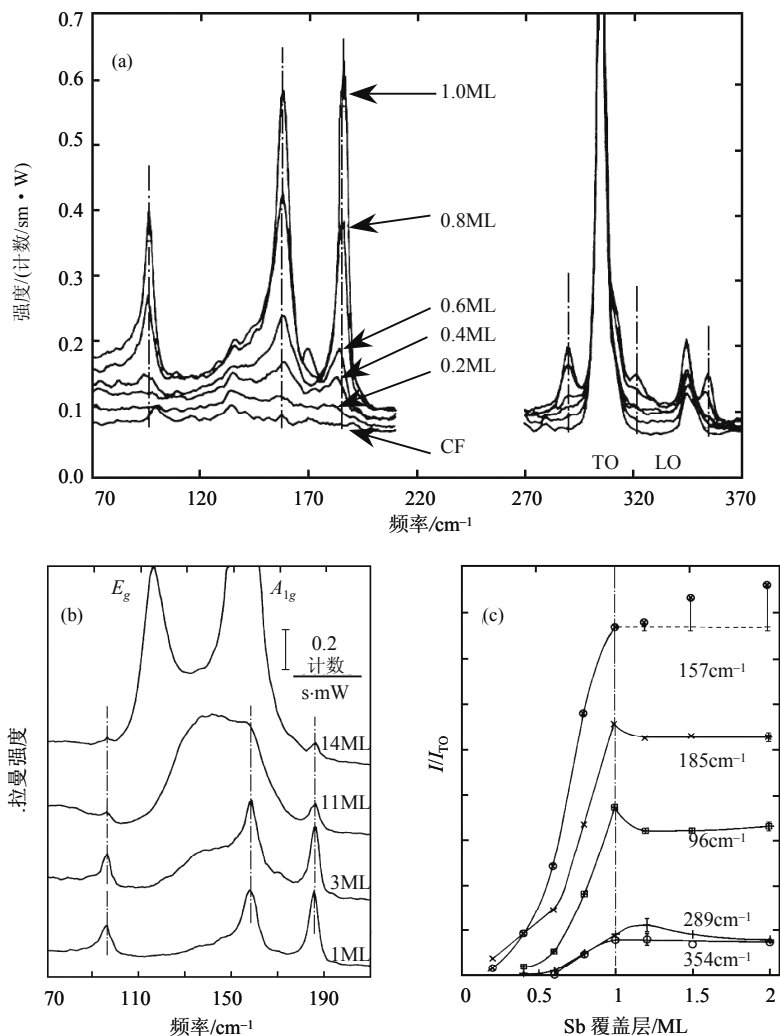 0.7
(a)
0.6
1.0ML
0.5
0.4
0.8ML
强度/(计数/sm·W)
0.3
0.6ML
0.4ML
0.2
0.2ML
0.1
CF
TO LO
0.0
70 120 170 220 270 320 370
频率/cm⁻¹
(b)
E_g
A_{1g}
0.2
计数
s·mW
.拉曼强度
14ML
11ML
3ML
1ML
70 110 150 190
频率/cm⁻¹
(c)
157cm⁻¹
I/I_{TO}
185cm⁻¹
96cm⁻¹
289cm⁻¹
354cm⁻¹
0 0.5 1 1.5 2
Sb 覆盖层/ML